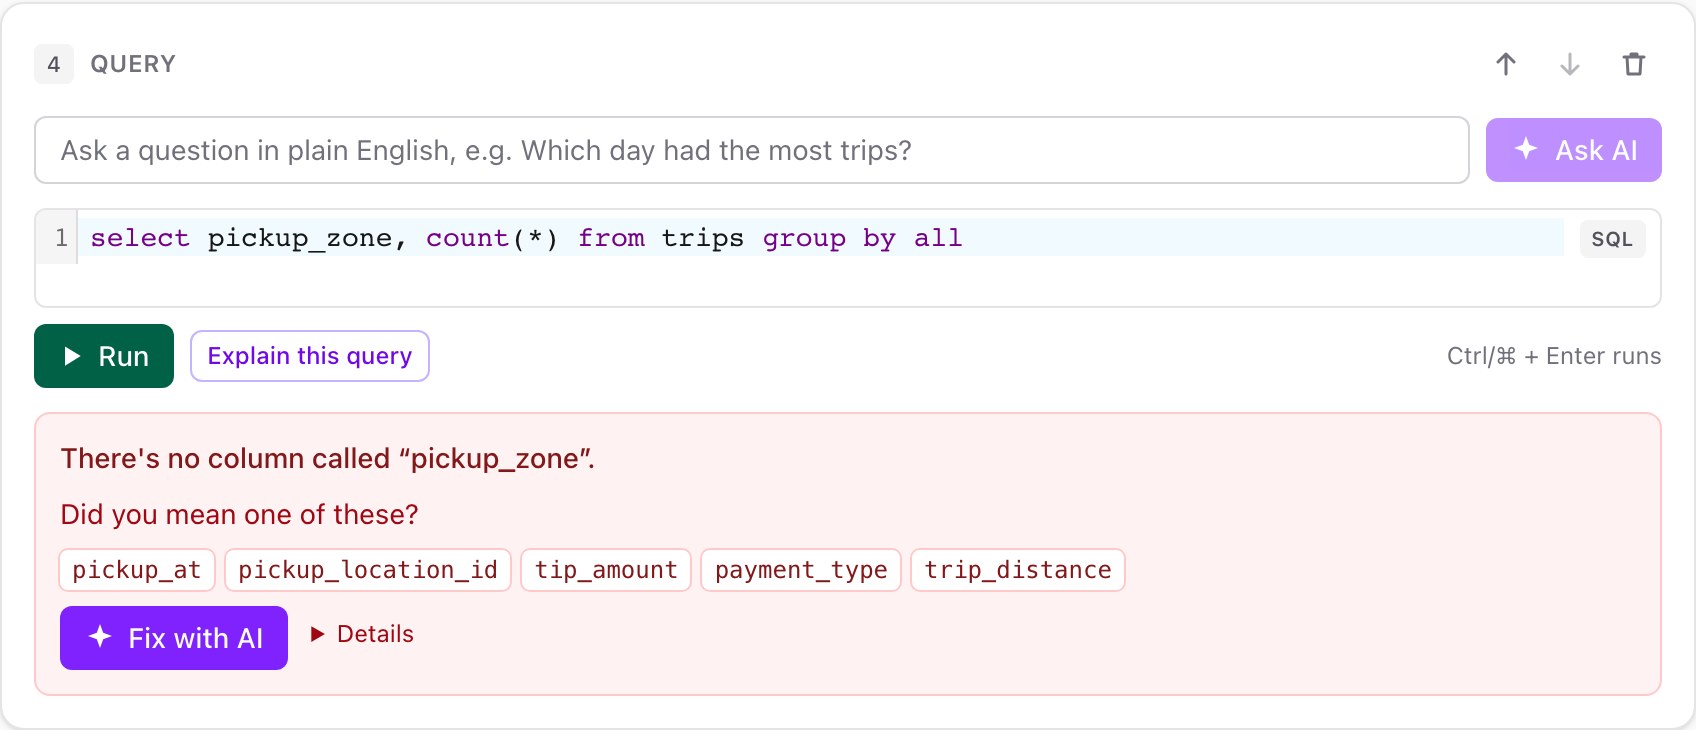 4 QUERY
Ask a question in plain English, e.g. Which day had the most trips?
Ask AI
1 select pickup_zone, count(*) from trips group by all
SQL
Run
Explain this query
Ctrl/⌘ + Enter runs
There's no column called “pickup_zone”.
Did you mean one of these?
pickup_at pickup_location_id tip_amount payment_type trip_distance
Fix with AI
Details